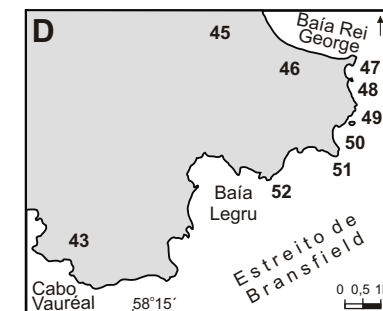 D
45
Baía Rei
George
46
47
48
49
50
51
52
Baía
Legru
43
Estreito de
Bransfield
Cabo
Vauréal
58°15´
0 0,5 1